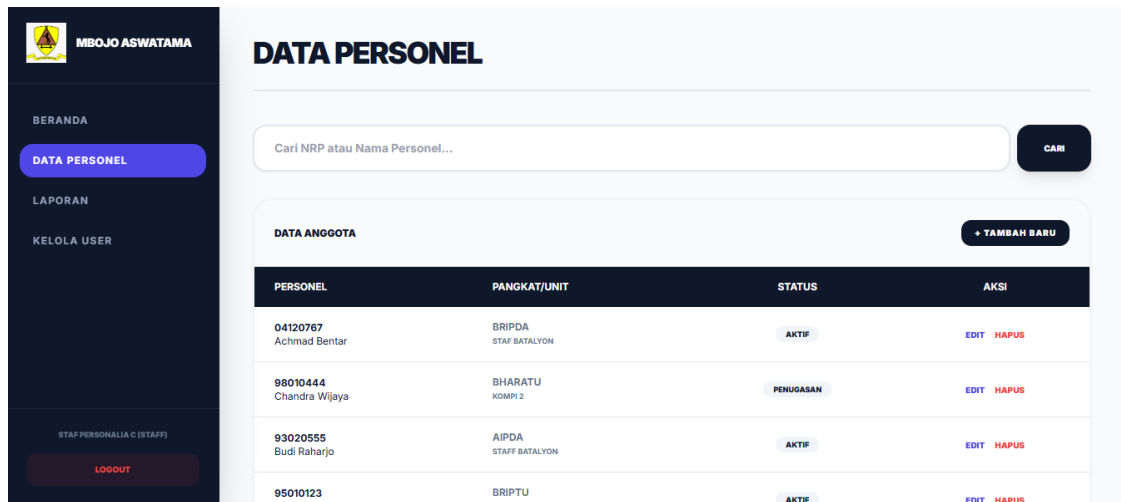 MBOJO ASWATAMA
BERANDA
DATA PERSONEL
LAPORAN
KELOLA USER
STAF PERSONALIA C (STAFF)
LOGOUT
DATA PERSONEL
Cari NRP atau Nama Personel...
CARI
DATA ANGGOTA
+ TAMBAH BARU
PERSONEL PANGKAT/UNIT STATUS AKSI
04120767 BRIPDA AKTIF EDIT HAPUS
Achmad Bentar STAF BATALYON
98010444 BHARATU PENUGASAN EDIT HAPUS
Chandra Wijaya KOMPI 2
93020555 AIPDA AKTIF EDIT HAPUS
Budi Raharjo STAFF BATALYON
95010123 BRIPTU AKTIF EDIT HAPUS